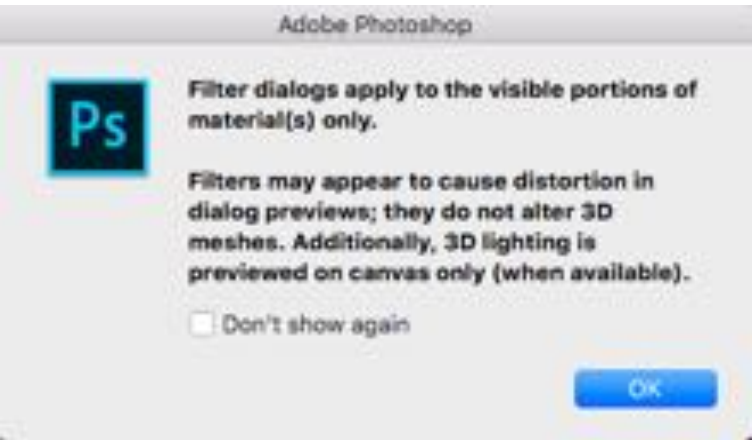 Adobe Photoshop
Ps
Filter dialogs apply to the visible portions of
material(s) only.
Filters may appear to cause distortion in
dialog previews; they do not alter 3D
meshes. Additionally, 3D lighting is
previewed on canvas only (when available).
Don't show again
OK